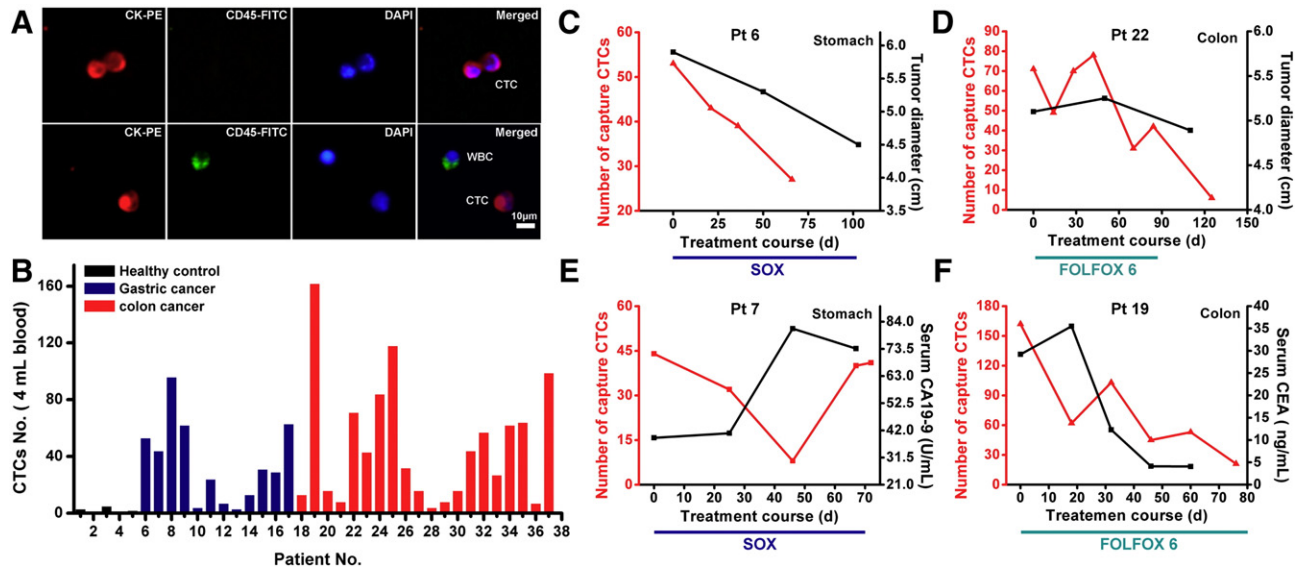 A
CK-PE CD45-FITC DAPI Merged
CTC
CK-PE CD45-FITC DAPI Merged
WBC
CTC
10μm
B
Healthy control
Gastric cancer
colon cancer
CTCs No. ( 4 mL blood)
160
120
80
40
0
2 4 6 8 10 12 14 16 18 20 22 24 26 28 30 32 34 36 38
Patient No.
C
Pt 6
Stomach
Number of capture CTCs
60
50
40
30
20
Tumor diameter (cm)
6.0
5.5
5.0
4.5
4.0
3.5
0 25 50 75 100
Treatment course (d)
SOX
D
Pt 22
Colon
Number of capture CTCs
90
80
70
60
50
40
30
20
10
0
Tumor diameter (cm)
6.0
5.5
5.0
4.5
4.0
0 30 60 90 120 150
Treatment course (d)
FOLFOX 6
E
Pt 7
Stomach
Number of capture CTCs
60
45
30
15
0
Serum CA19-9 (U/mL)
84.0
73.5
63.0
52.5
42.0
31.5
21.0
0 10 20 30 40 50 60 70
Treatment course (d)
SOX
F
Pt 19
Colon
Number of capture CTCs
180
150
120
90
60
30
0
Serum CEA ( ng/mL)
40
35
30
25
20
15
10
5
0
0 10 20 30 40 50 60 70 80
Treatemen course (d)
FOLFOX 6